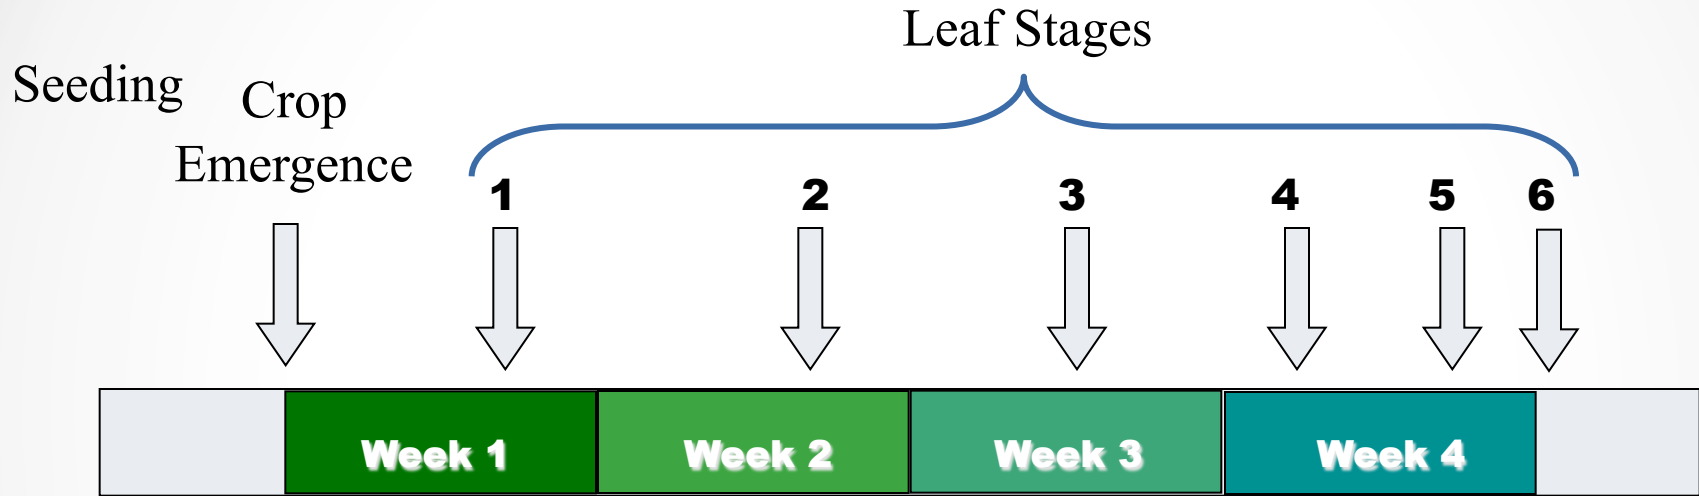 Leaf Stages
Seeding
Crop
Emergence
1 2 3 4 5 6
Week 1 Week 2 Week 3 Week 4